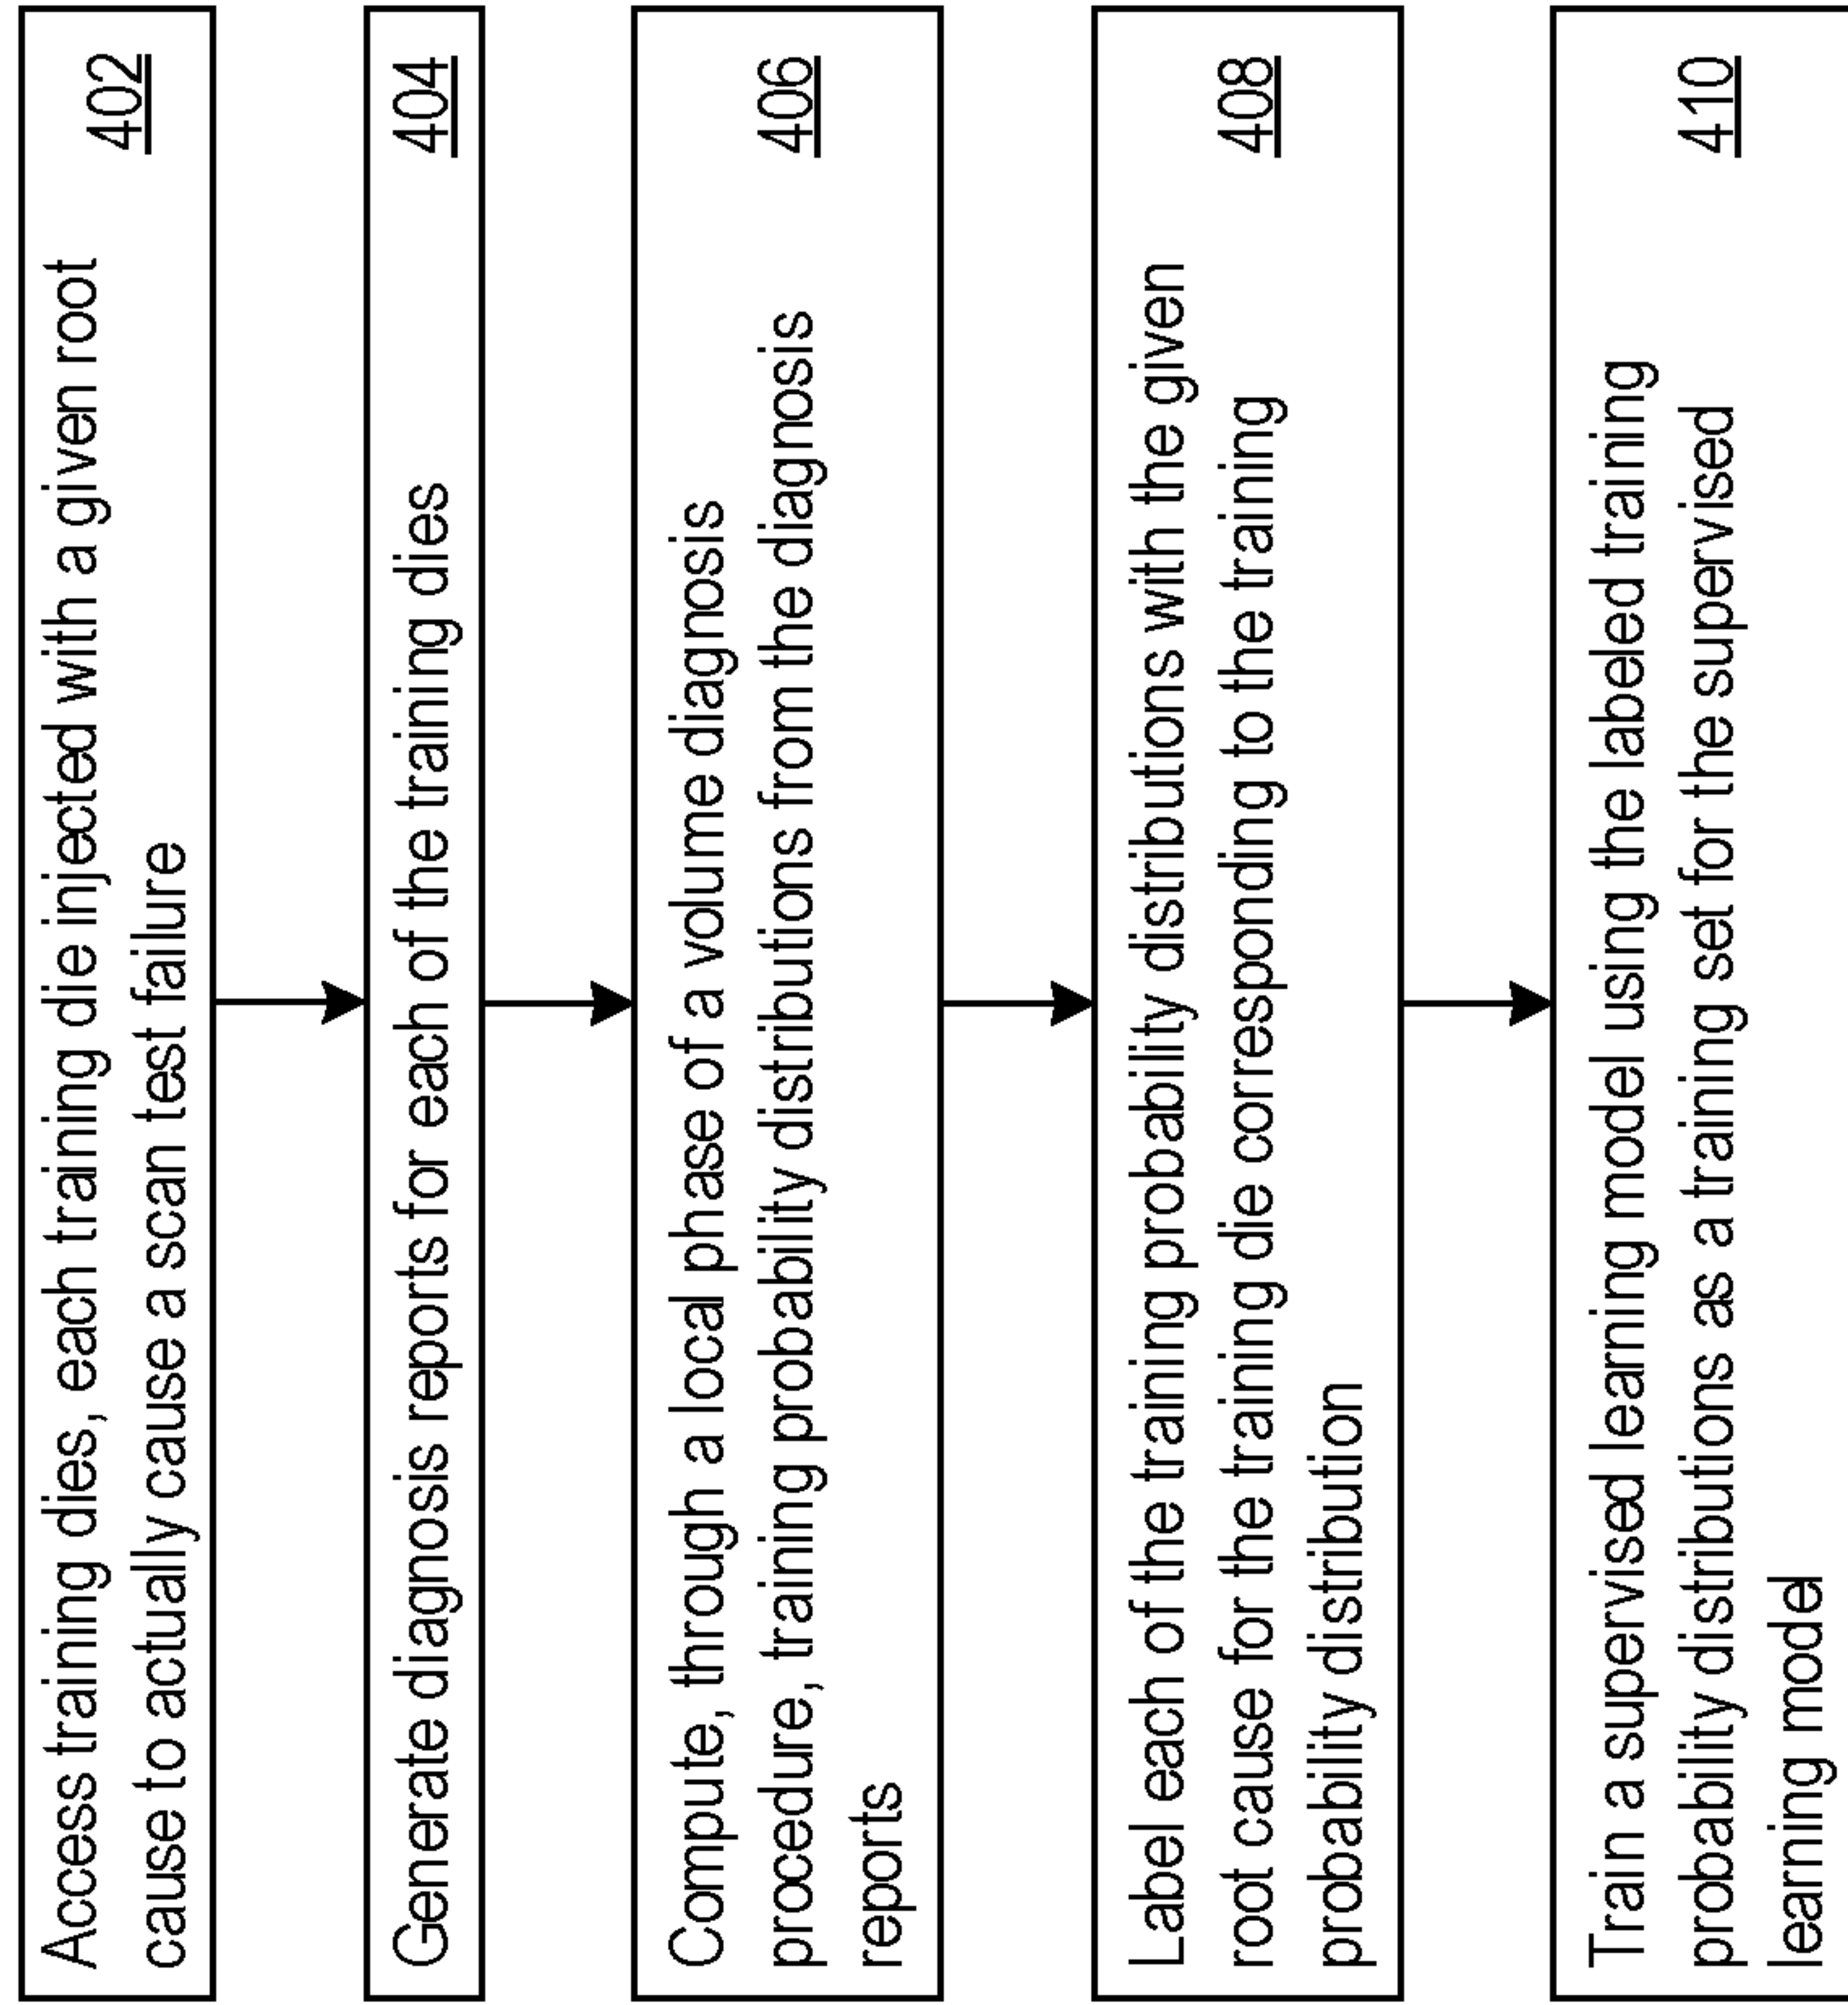 Access training dies, each training die injected with a given root
cause to actually cause a scan test failure 402
Generate diagnosis reports for each of the training dies 404
Compute, through a local phase of a volume diagnosis
procedure, training probability distributions from the diagnosis 406
reports
Label each of the training probability distributions with the given
root cause for the training die corresponding to the training 408
probability distribution
Train a supervised learning model using the labeled training
probability distributions as a training set for the supervised 410
learning mode